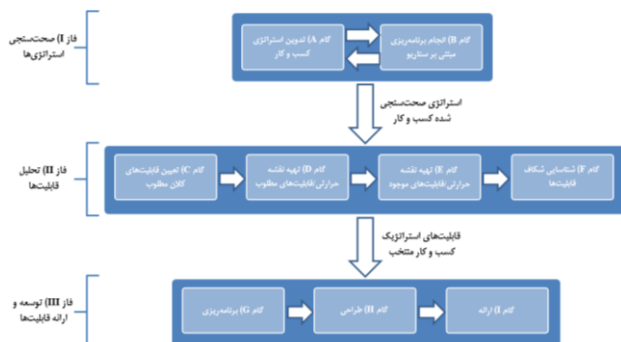 فاز I) صحت‌سنجی
استراتژی‌ها
گام A) تدوین استراتژی
کسب و کار
گام B) انجام برنامه‌ریزی
مبتنی بر سناریو
استراتژی صحت‌سنجی
شده کسب و کار
فاز II) تحلیل
قابلیت‌ها
گام C) تعیین قابلیت‌های
کلان مطلوب
گام D) تهیه نقشه
حرارتی/قابلیت‌های مطلوب
گام E) تهیه نقشه
حرارتی/قابلیت‌های موجود
گام F) شناسایی شکاف
قابلیت‌ها
قابلیت‌های استراتژیک
کسب و کار منتخب
فاز III) توسعه و
ارائه قابلیت‌ها
گام G) برنامه‌ریزی
گام H) طراحی
گام I) ارائه